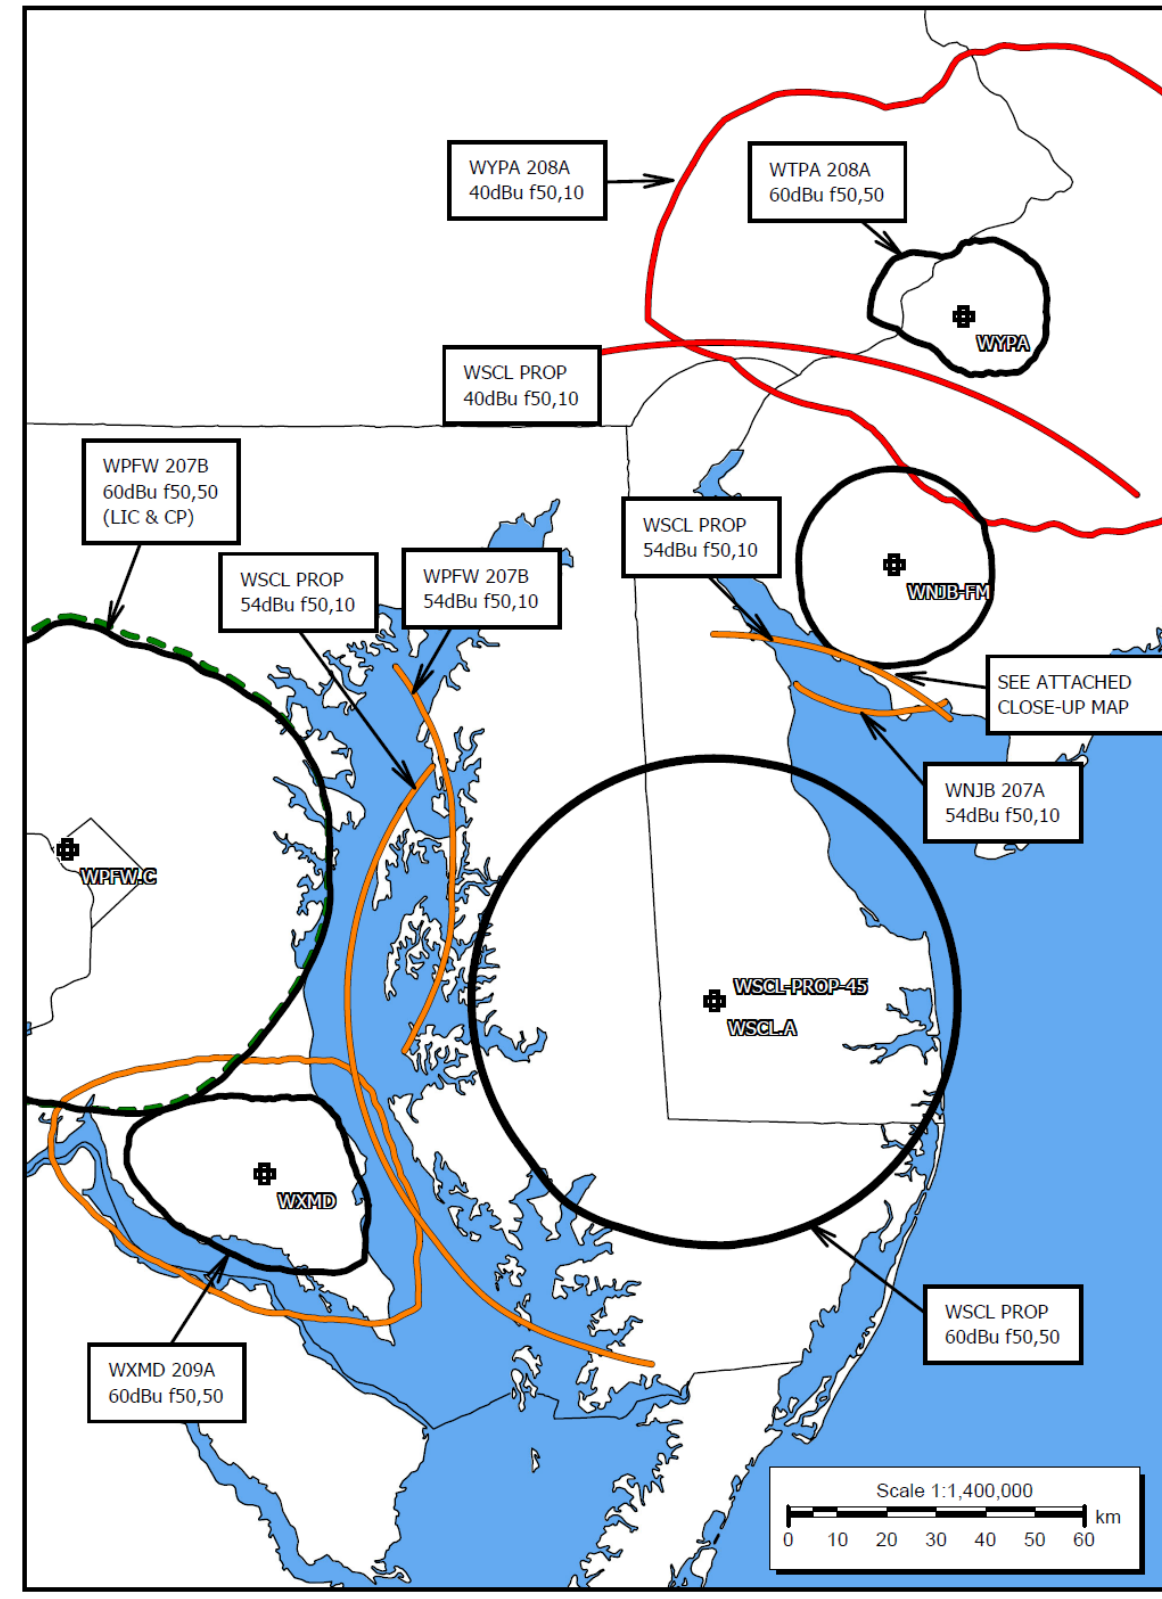 WYPA 208A
40dBu f50,10
WTPA 208A
60dBu f50,50
WYPA
WSCL PROP
40dBu f50,10
WPFW 207B
60dBu f50,50
(LIC & CP)
WSCL PROP
54dBu f50,10
WSCL PROP
54dBu f50,10
WPFW 207B
54dBu f50,10
WNJB-FM
SEE ATTACHED
CLOSE-UP MAP
WNJB 207A
54dBu f50,10
WPFW.C
WSCL-PROP-45
WSCL.A
WXMD
WSCL PROP
60dBu f50,50
WXMD 209A
60dBu f50,50
Scale 1:1,400,000
km
0 10 20 30 40 50 60